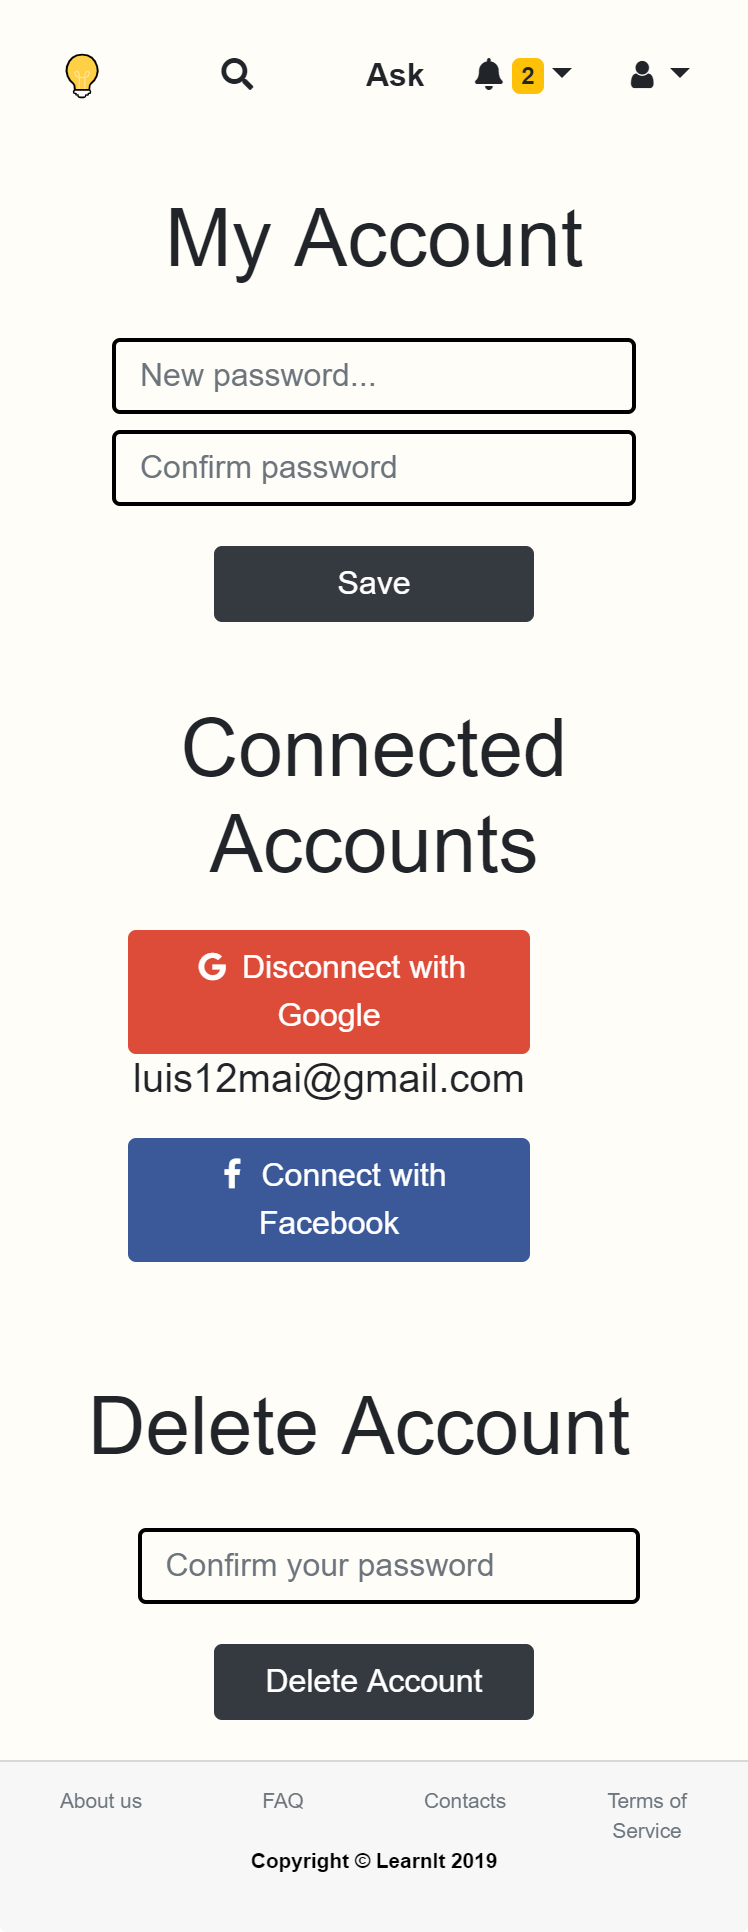 Ask 2
My Account
New password...
Confirm password
Save
Connected
Accounts
Disconnect with
Google
luis12mai@gmail.com
Connect with
Facebook
Delete Account
Confirm your password
Delete Account
About us FAQ Contacts Terms of
Service
Copyright © LearnIt 2019